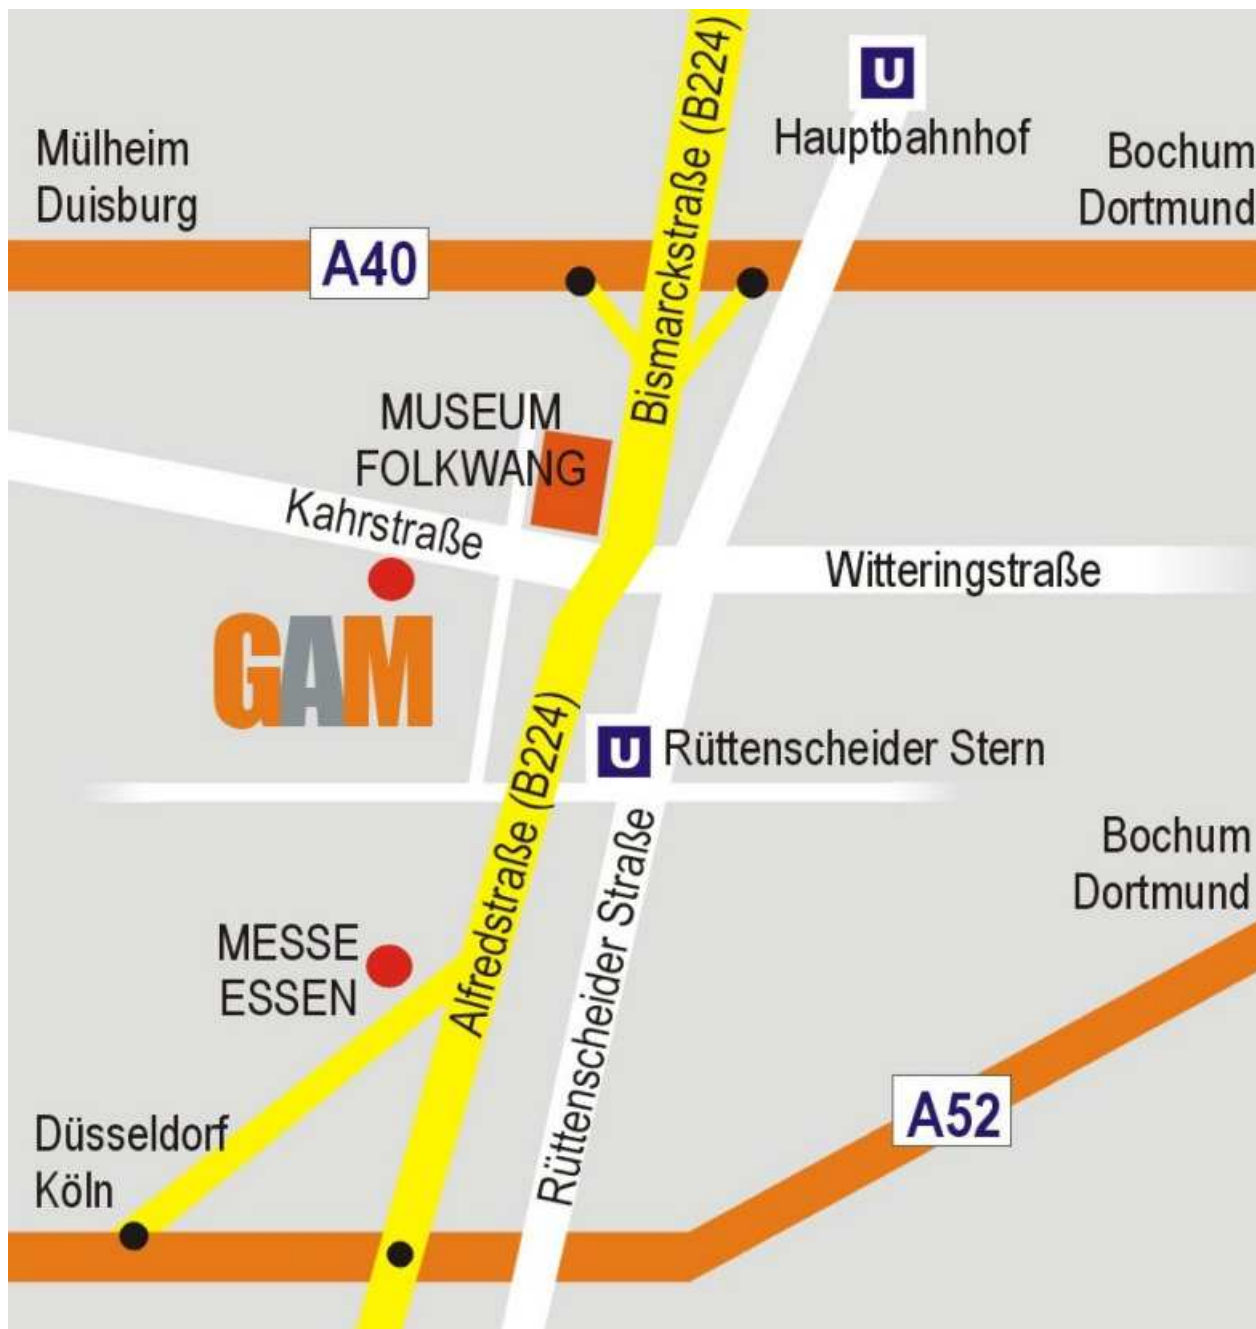 Bismarckstraße (B224)
U
Hauptbahnhof
Mülheim
Duisburg
Bochum
Dortmund
A40
MUSEUM
FOLKWANG
Kahrstraße
Witteringstraße
GAM
U
Rüttenscheider Stern
Alfredstraße (B224)
Rüttenscheider Straße
Bochum
Dortmund
MESSE
ESSEN
A52
Düsseldorf
Köln